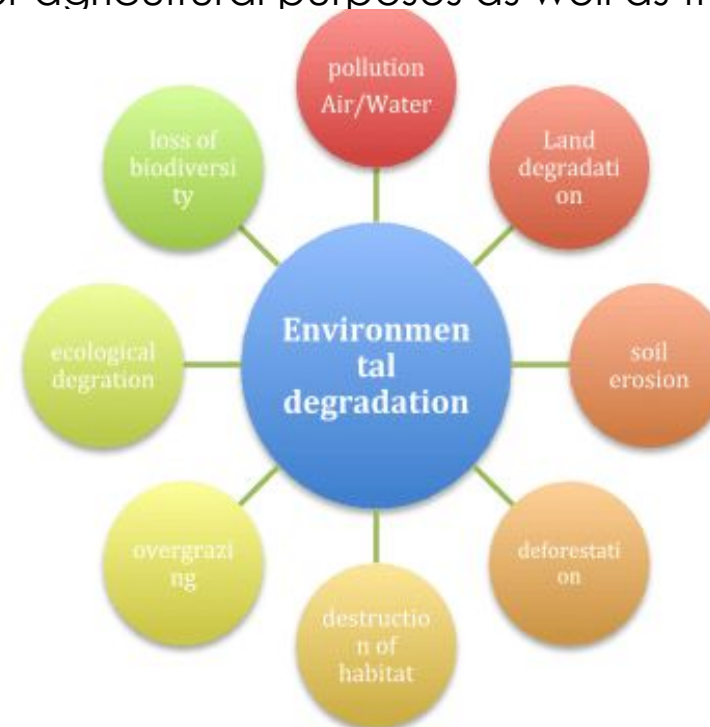 agricultural purposes as well as
pollution
Air/Water
Land
degradati
on
soil
erosion
deforestati
on
destructio
n of
habitat
overgrazi
ng
ecological
degration
loss of
biodiversi
ty
Environmen
tal
degradation